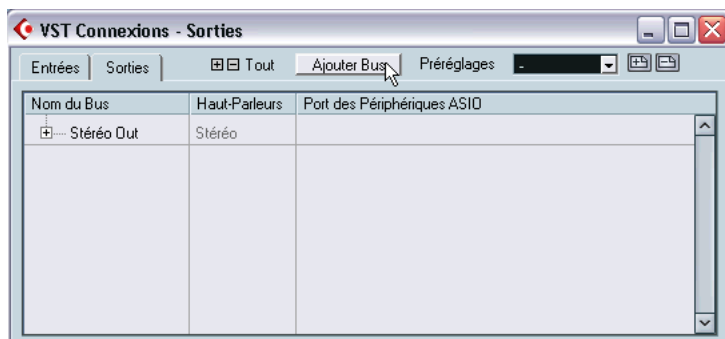 VST Connexions - Sorties
Entrées Sorties Tout Ajouter Bus Préréglages -
Nom du Bus Haut-Parleurs Port des Périphériques ASIO
Stéréo Out Stéréo